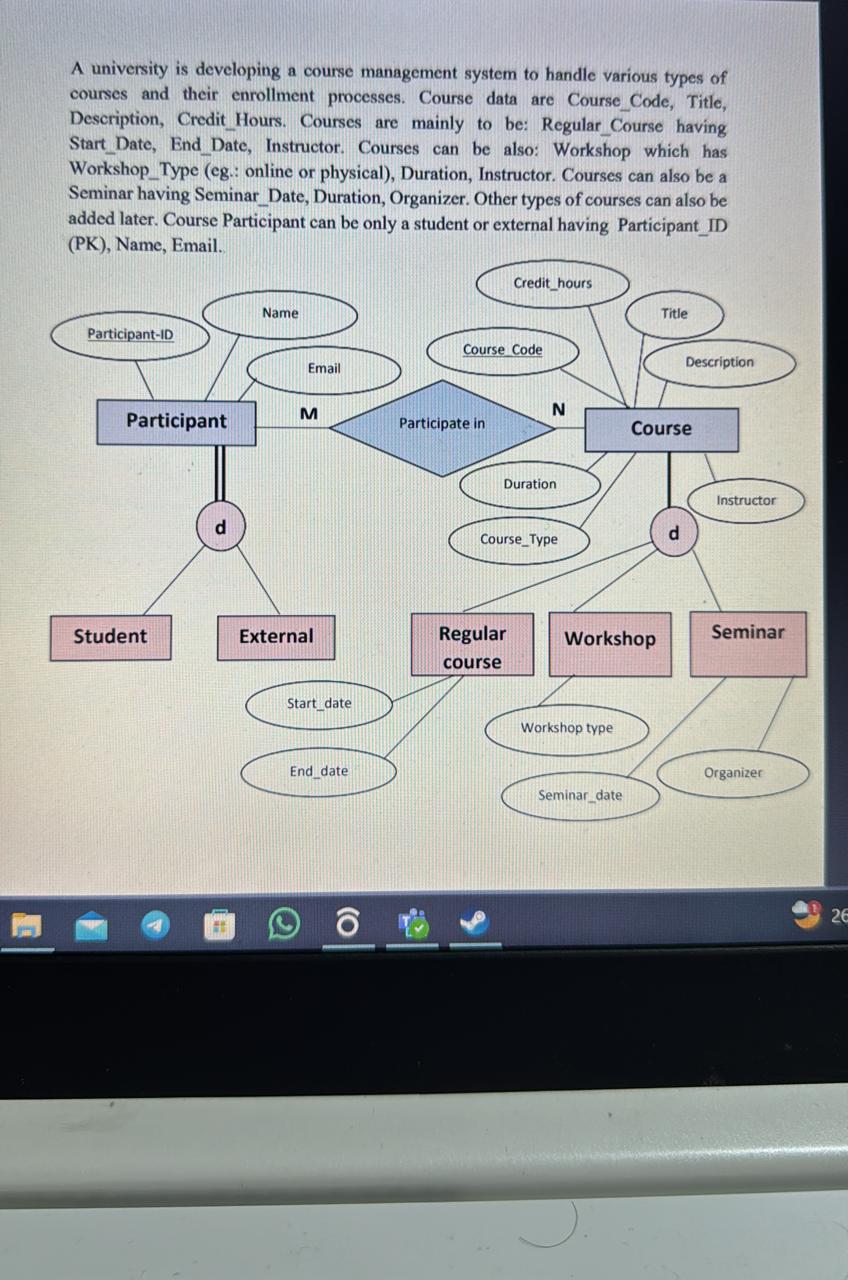 A university is developing a course management system to handle various types of
courses and their enrollment processes. Course data are Course_Code, Title,
Description, Credit_Hours. Courses are mainly to be: Regular_Course having
Start_Date, End_Date, Instructor. Courses can be also: Workshop which has
Workshop_Type (eg.: online or physical), Duration, Instructor. Courses can also be a
Seminar having Seminar_Date, Duration, Organizer. Other types of courses can also be
added later. Course Participant can be only a student or external having Participant_ID
(PK), Name, Email.
Credit_hours
Name
Title
Participant-ID
Course_Code
Description
Email
M
N
Participant
Participate in
Course
Duration
Instructor
d
Course_Type
d
Student
External
Regular
course
Workshop
Seminar
Start_date
Workshop type
End_date
Organizer
Seminar_date
1
26